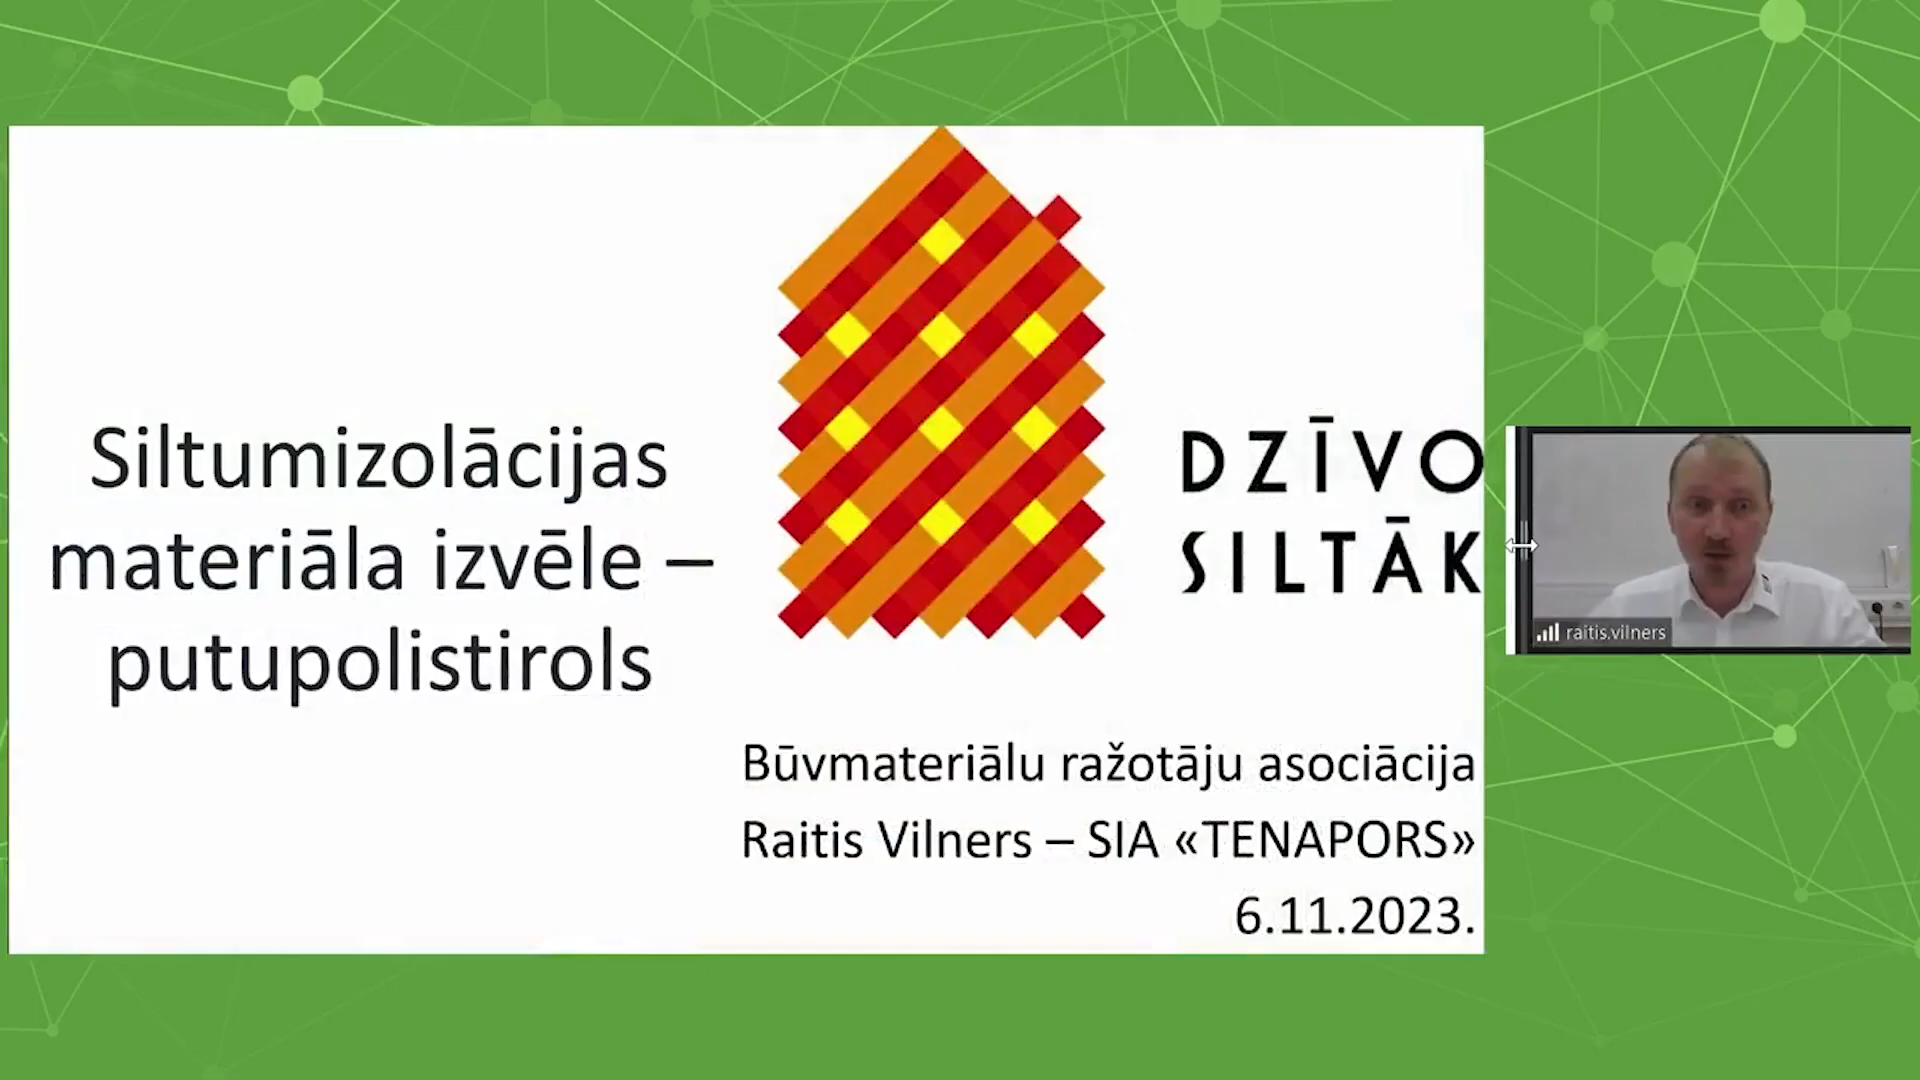 Siltumizolācijas
materiāla izvēle –
putupolistirols
DZĪVO
SILTĀK
Būvmateriālu ražotāju asociācija
Raitis Vilners – SIA «TENAPORS»
6.11.2023.
raitis.vilners